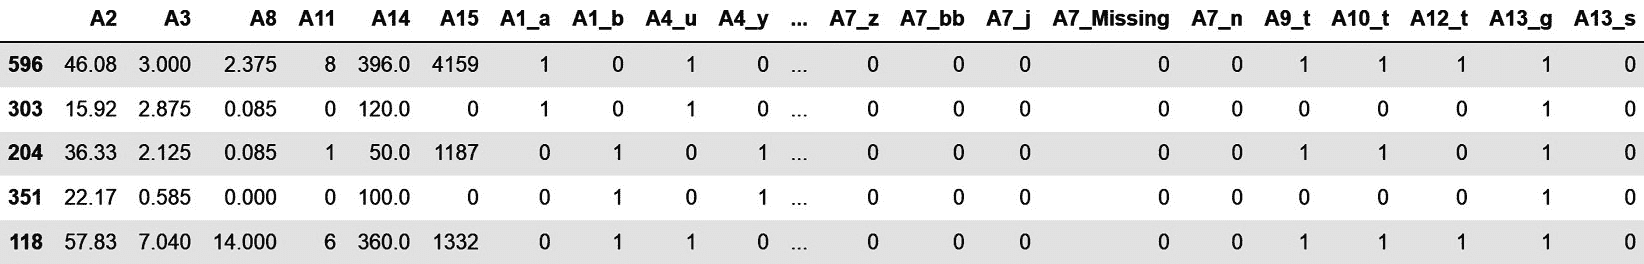 A2 A3 A8 A11 A14 A15 A1_a A1_b A4_u A4_y ... A7_z A7_bb A7_j A7_Missing A7_n A9_t A10_t A12_t A13_g A13_s
596 46.08 3.000 2.375 8 396.0 4159 1 0 1 0 ... 0 0 0 0 0 1 1 1 1 0
303 15.92 2.875 0.085 0 120.0 0 1 0 1 0 ... 0 0 0 0 0 0 0 0 1 0
204 36.33 2.125 0.085 1 50.0 1187 0 1 0 1 ... 0 0 0 0 0 1 1 0 1 0
351 22.17 0.585 0.000 0 100.0 0 0 1 0 1 ... 0 0 0 0 0 0 0 0 1 0
118 57.83 7.040 14.000 6 360.0 1332 0 1 1 0 ... 0 0 0 0 0 1 1 1 1 0